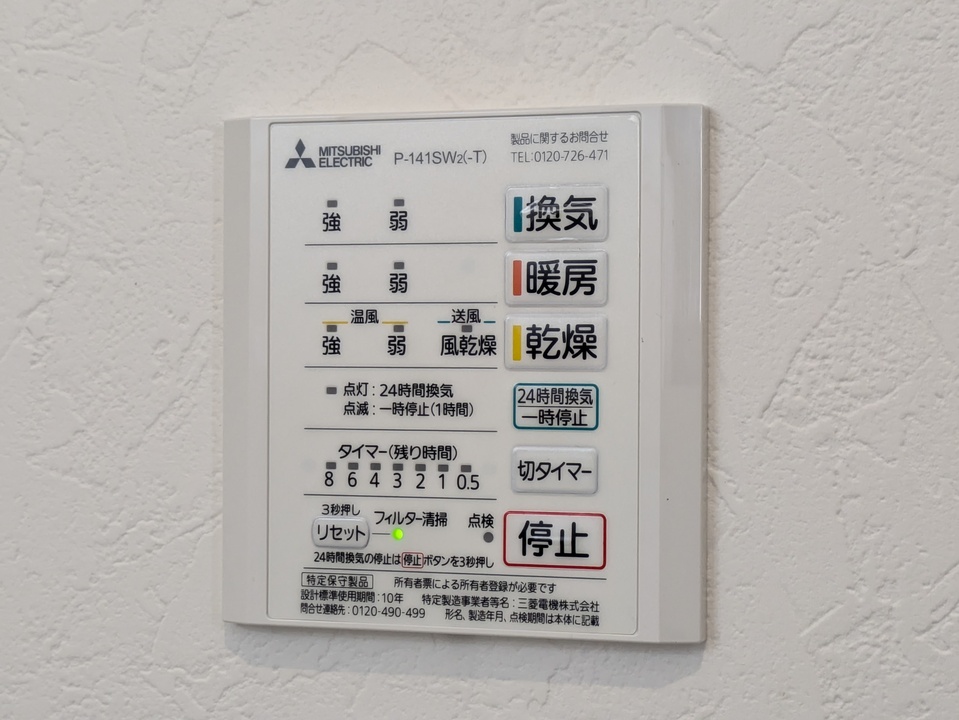 MITSUBISHI ELECTRIC P-141SW2(-T)
製品に関するお問合せ
TEL:0120-726-471
強 弱 換気
強 弱 暖房
温風 送風
強 弱 風乾燥 乾燥
点灯:24時間換気
点滅:一時停止(1時間)
24時間換気
一時停止
タイマー(残り時間)
8 6 4 3 2 1 0.5
切タイマー
3秒押し
リセット フィルター清掃 点検
停止
24時間換気の停止は停止ボタンを3秒押し
特定保守製品 所有者票による所有者登録が必要です
設計標準使用期間:10年 特定製造事業者等名:三菱電機株式会社
問合せ連絡先:0120-490-499 形名、製造年月、点検期間は本体に記載